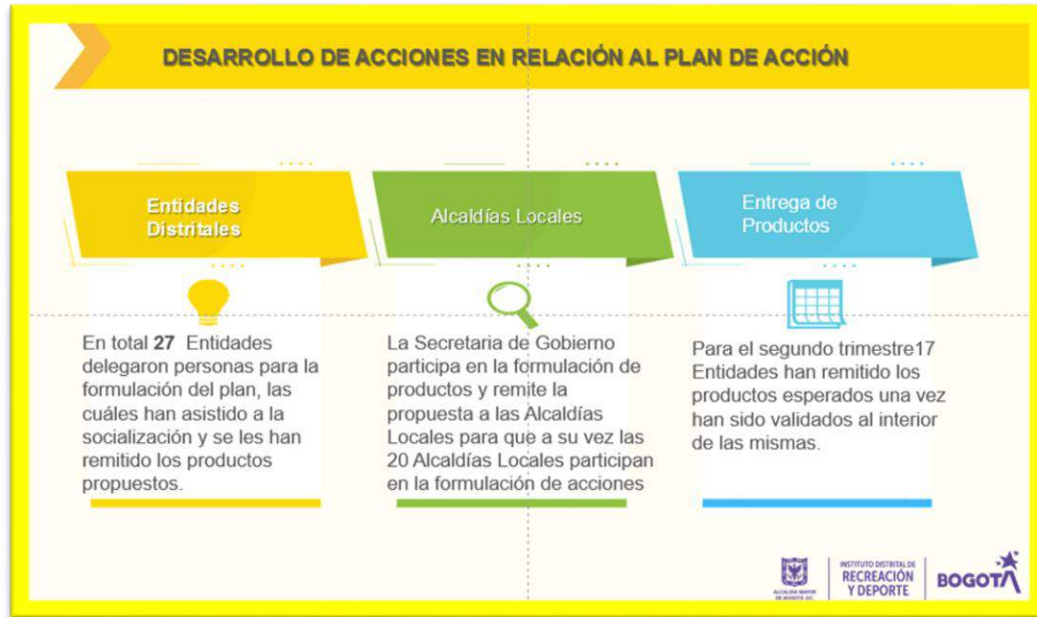 DESARROLLO DE ACCIONES EN RELACIÓN AL PLAN DE ACCIÓN
Entidades
Distritales
En total 27 Entidades
delegaron personas para la
formulación del plan, las
cuáles han asistido a la
socialización y se les han
remitido los productos
propuestos.
Alcaldías Locales
La Secretaria de Gobierno
participa en la formulación de
productos y remite la
propuesta a las Alcaldías
Locales para que a su vez las
20 Alcaldías Locales participan
en la formulación de acciones
Entrega de
Productos
Para el segundo trimestre17
Entidades han remitido los
productos esperados una vez
han sido validados al interior
de las mismas.
ALCALDÍA MAYOR
DE BOGOTÁ D.C.
INSTITUTO DISTRITAL DE
RECREACIÓN
Y DEPORTE
BOGOTÁ